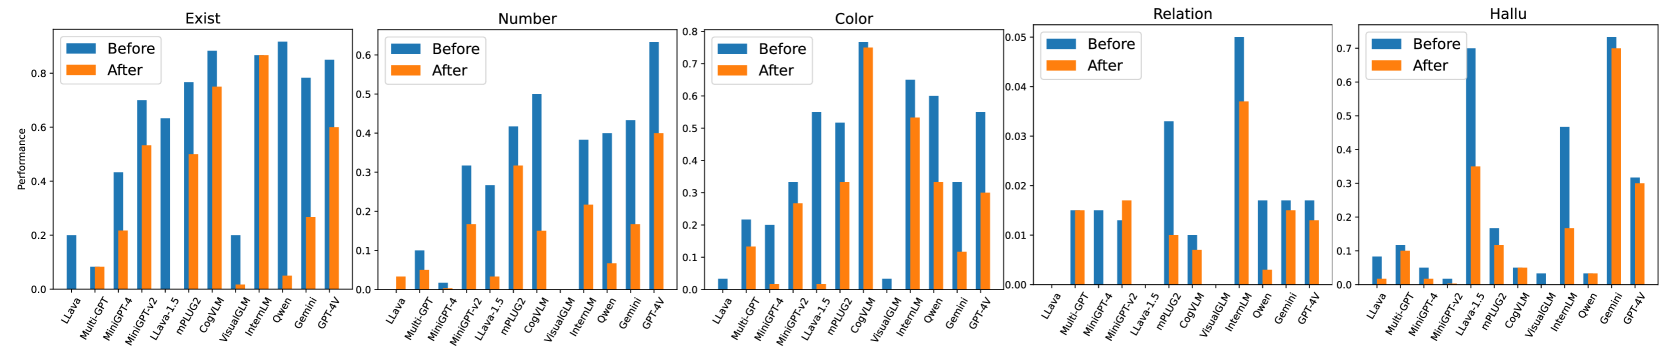 Exist
Before
After
Performance
0.8
0.6
0.4
0.2
0.0
LLava
Multi-GPT
MiniGPT-4
MiniGPT-v2
LLava-1.5
mPLUG2
CogVLM
VisualGLM
InternLM
Qwen
Gemini
GPT-4V
Number
Before
After
0.6
0.5
0.4
0.3
0.2
0.1
0.0
LLava
Multi-GPT
MiniGPT-4
MiniGPT-v2
LLava-1.5
mPLUG2
CogVLM
VisualGLM
InternLM
Qwen
Gemini
GPT-4V
Color
Before
After
0.8
0.7
0.6
0.5
0.4
0.3
0.2
0.1
0.0
LLava
Multi-GPT
MiniGPT-4
MiniGPT-v2
LLava-1.5
mPLUG2
CogVLM
VisualGLM
InternLM
Qwen
Gemini
GPT-4V
Relation
Before
After
0.05
0.04
0.03
0.02
0.01
0.00
LLava
Multi-GPT
MiniGPT-4
MiniGPT-v2
LLava-1.5
mPLUG2
CogVLM
VisualGLM
InternLM
Qwen
Gemini
GPT-4V
Hallu
Before
After
0.7
0.6
0.5
0.4
0.3
0.2
0.1
0.0
LLava
Multi-GPT
MiniGPT-4
MiniGPT-v2
LLava-1.5
mPLUG2
CogVLM
VisualGLM
InternLM
Qwen
Gemini
GPT-4V